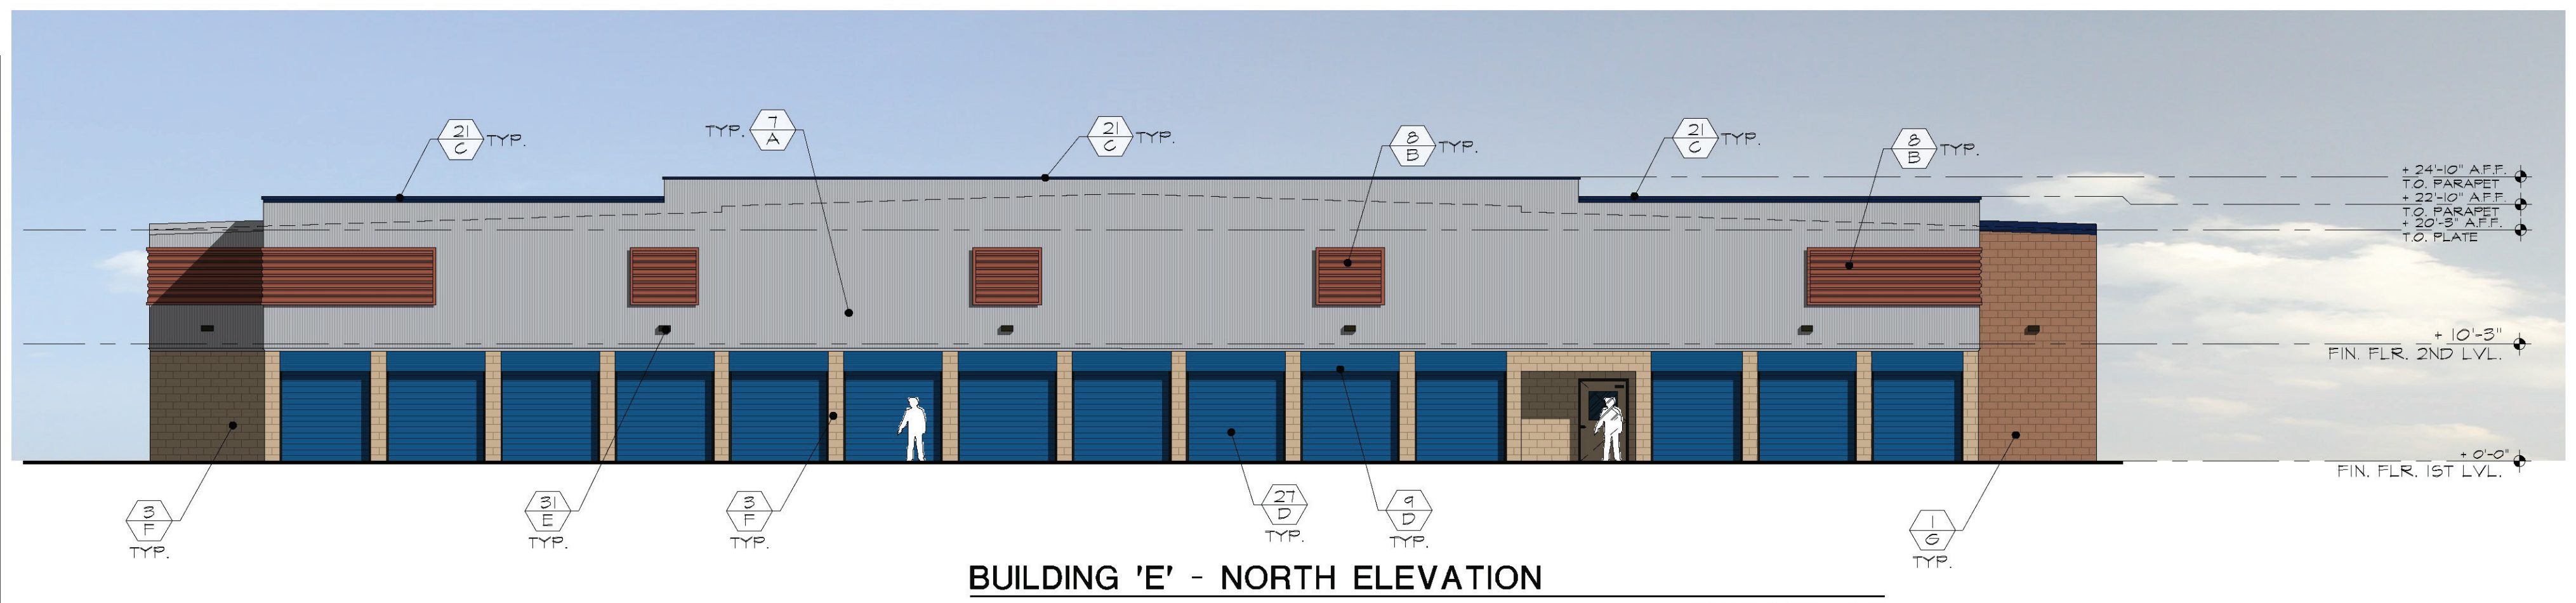 21
C
TYP.
TYP.
7
A
21
C
TYP.
8
B
TYP.
21
C
TYP.
8
B
TYP.
+ 24'-10" A.F.F.
T.O. PARAPET
+ 22'-10" A.F.F.
T.O. PARAPET
+ 20'-3" A.F.F.
T.O. PLATE
+ 10'-3"
FIN. FLR. 2ND LVL.
+ 0'-0"
FIN. FLR. 1ST LVL.
3
F
TYP.
31
E
TYP.
3
F
TYP.
27
D
TYP.
9
D
TYP.
1
G
TYP.
BUILDING 'E' - NORTH ELEVATION